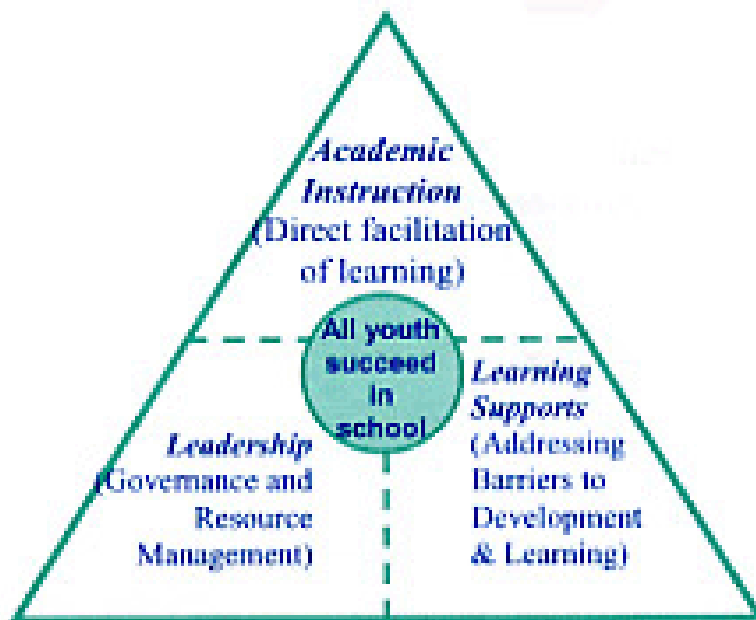 Academic
Instruction
(Direct facilitation
of learning)
All youth
succeed
in
school
Leadership
(Governance and
Resource
Management)
Learning
Supports
(Addressing
Barriers to
Development
& Learning)